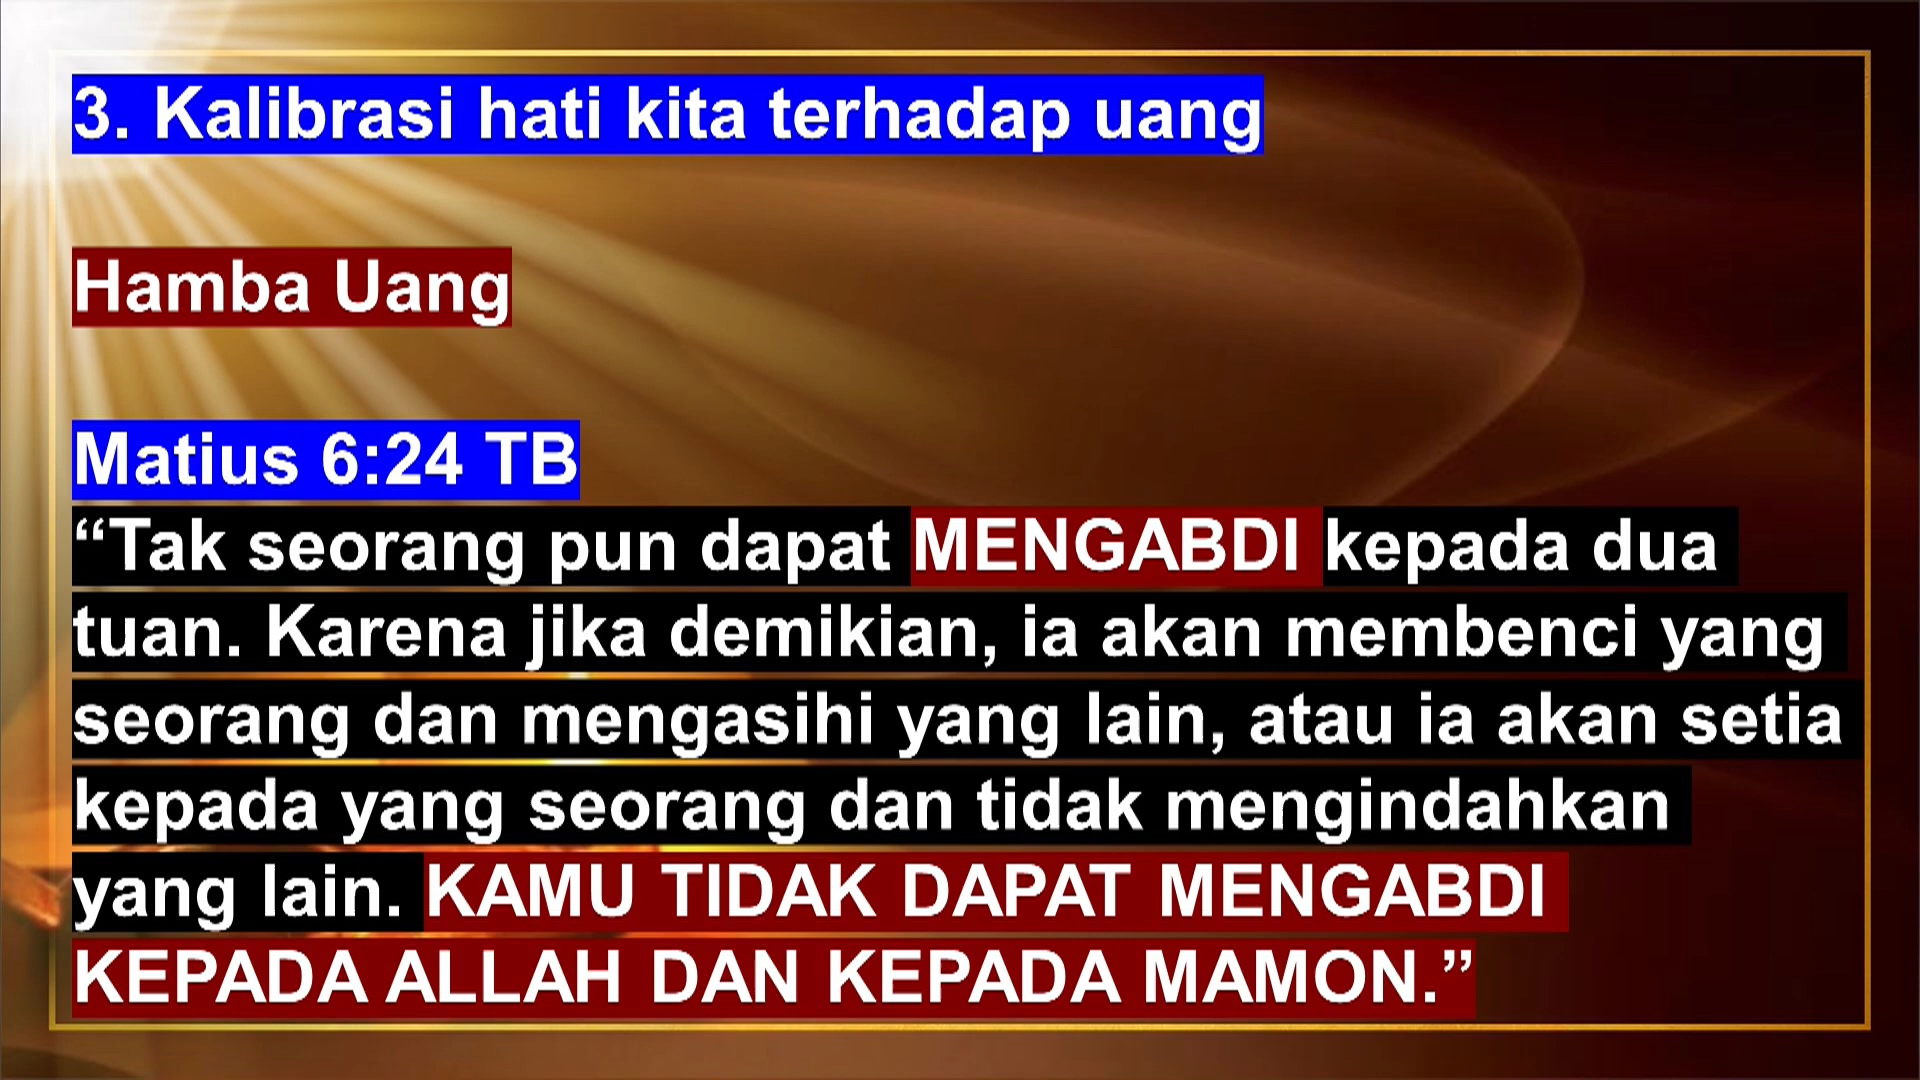 3. Kalibrasi hati kita terhadap uang
Hamba Uang
Matius 6:24 TB
“Tak seorang pun dapat MENGABDI kepada dua
tuan. Karena jika demikian, ia akan membenci yang
seorang dan mengasihi yang lain, atau ia akan setia
kepada yang seorang dan tidak mengindahkan
yang lain. KAMU TIDAK DAPAT MENGABDI
KEPADA ALLAH DAN KEPADA MAMON.”